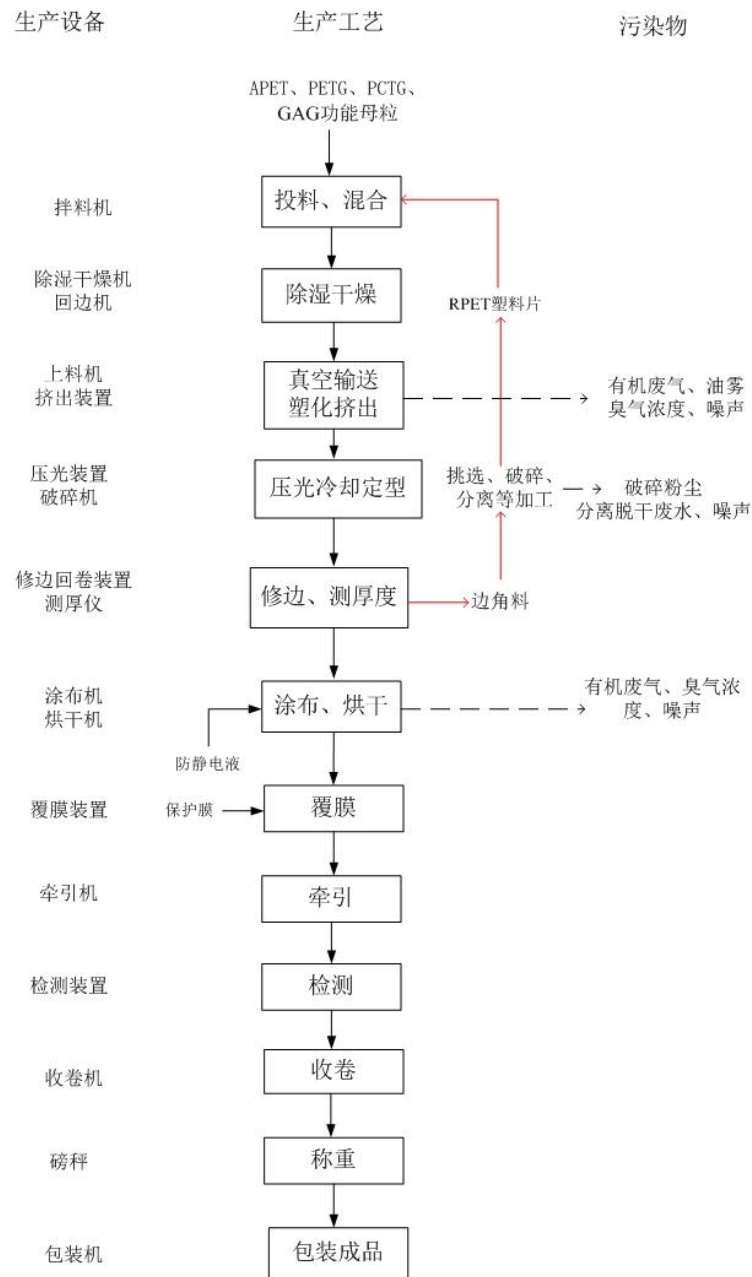 生产设备
生产工艺
污染物
APET、PETG、PCTG、
GAG功能母粒
拌料机
投料、混合
除湿干燥机
回边机
除湿干燥
RPET塑料片
上料机
挤出装置
真空输送
塑化挤出
有机废气、油雾
臭气浓度、噪声
压光装置
破碎机
压光冷却定型
挑选、破碎、
分离等加工
破碎粉尘
分离脱干废水、噪声
修边回卷装置
测厚仪
修边、测厚度
边角料
涂布机
烘干机
涂布、烘干
有机废气、臭气浓
度、噪声
防静电液
覆膜装置
保护膜
覆膜
牵引机
牵引
检测装置
检测
收卷机
收卷
磅秤
称重
包装机
包装成品